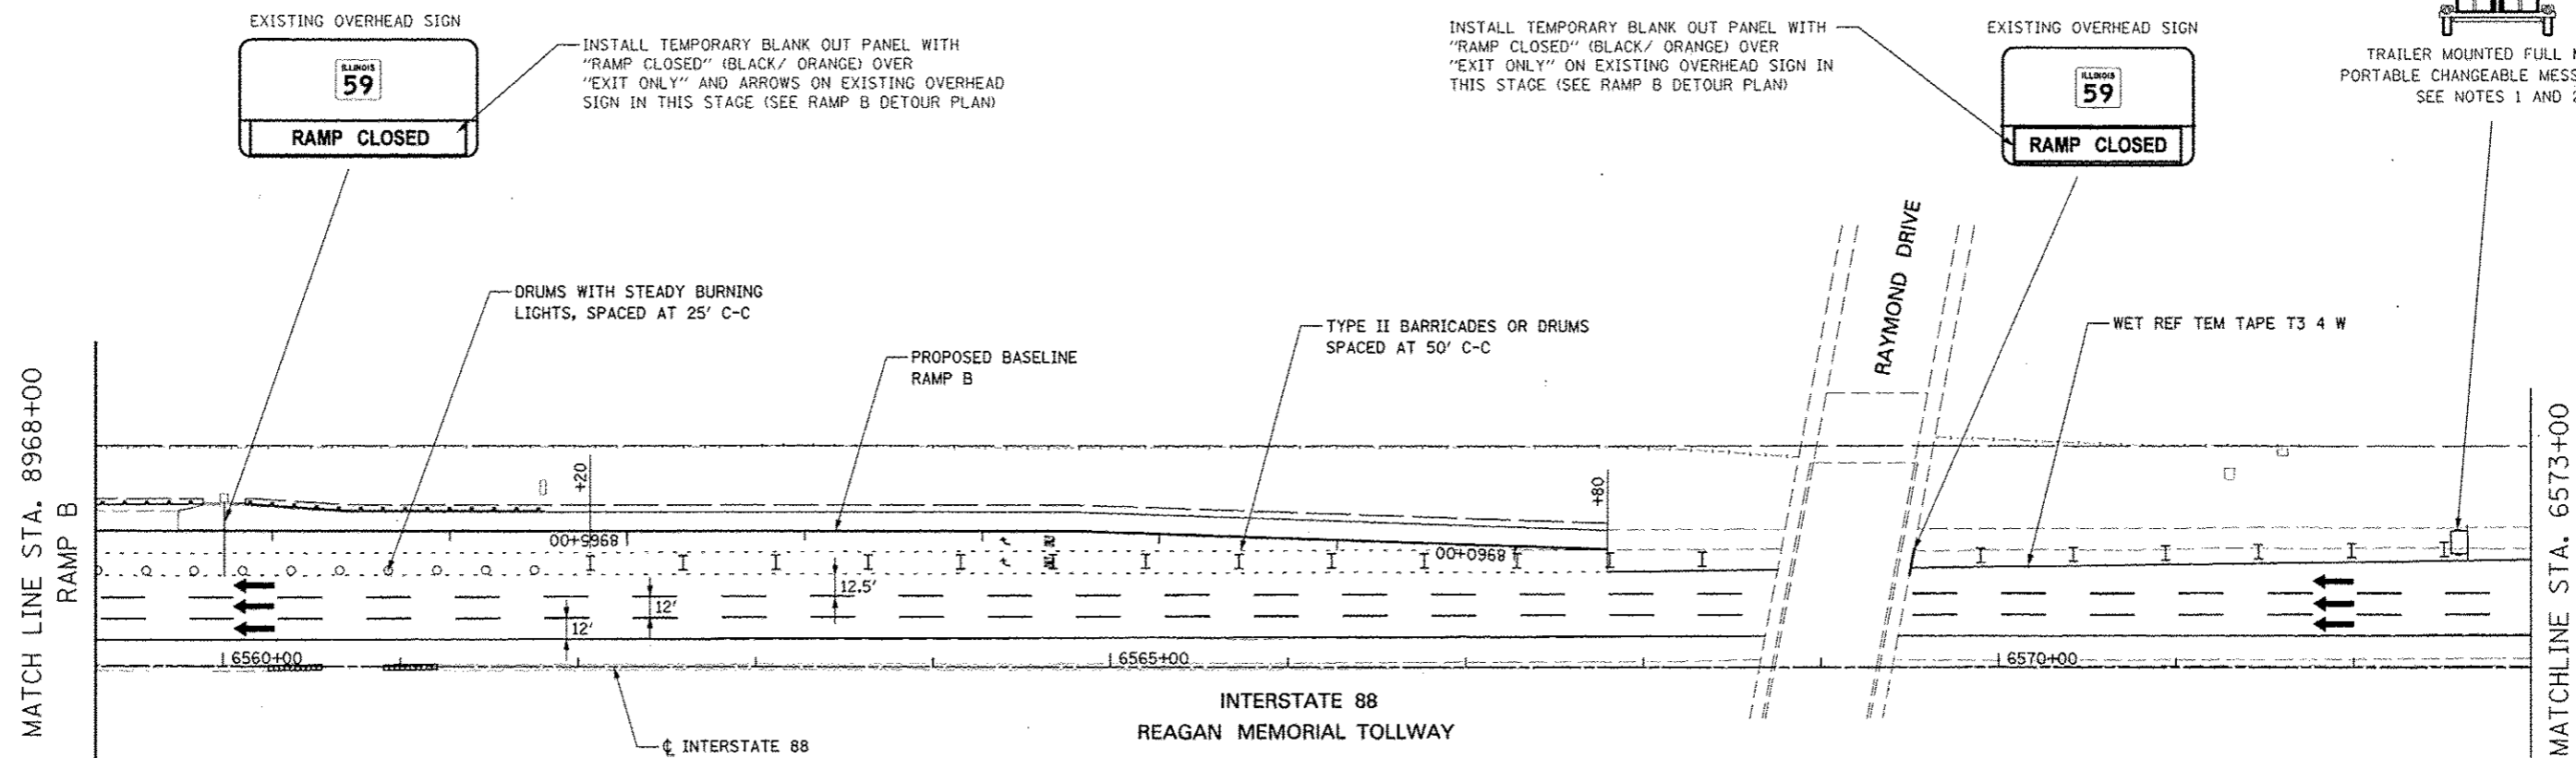 EXISTING OVERHEAD SIGN
ILLINOIS
59
RAMP CLOSED
INSTALL TEMPORARY BLANK OUT PANEL WITH
"RAMP CLOSED" (BLACK/ ORANGE) OVER
"EXIT ONLY" AND ARROWS ON EXISTING OVERHEAD
SIGN IN THIS STAGE (SEE RAMP B DETOUR PLAN)
INSTALL TEMPORARY BLANK OUT PANEL WITH
"RAMP CLOSED" (BLACK/ ORANGE) OVER
"EXIT ONLY" ON EXISTING OVERHEAD SIGN IN
THIS STAGE (SEE RAMP B DETOUR PLAN)
EXISTING OVERHEAD SIGN
ILLINOIS
59
RAMP CLOSED
TRAILER MOUNTED FULL
PORTABLE CHANGEABLE
SEE NOTES 1 AND
DRUMS WITH STEADY BURNING
LIGHTS, SPACED AT 25' C-C
PROPOSED BASELINE
RAMP B
TYPE II BARRICADES OR DRUMS
SPACED AT 50' C-C
RAYMOND DRIVE
WET REF TEM TAPE T3 4 W
MATCH LINE STA. 8968+00
RAMP B
+20
+80
8965+00
8960+00
12.5'
12'
12'
6560+00
6565+00
6570+00
INTERSTATE 88
REAGAN MEMORIAL TOLLWAY
℄ INTERSTATE 88
MATCHLINE STA. 6573+00